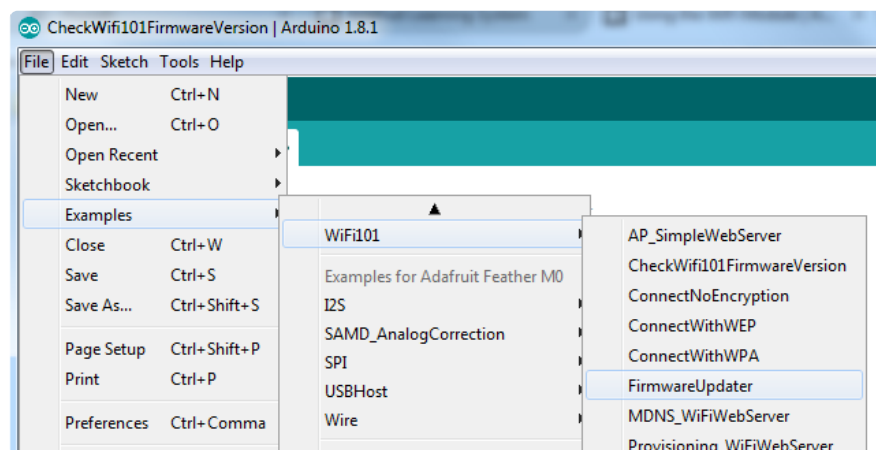 CheckWifi101FirmwareVersion | Arduino 1.8.1
File Edit Sketch Tools Help
New Ctrl+N
Open... Ctrl+O
Open Recent
Sketchbook
Examples
Close Ctrl+W
Save Ctrl+S
Save As... Ctrl+Shift+S
Page Setup Ctrl+Shift+P
Print Ctrl+P
Preferences Ctrl+Comma
WiFi101
Examples for Adafruit Feather M0
I2S
SAMD_AnalogCorrection
SPI
USBHost
Wire
AP_SimpleWebServer
CheckWifi101FirmwareVersion
ConnectNoEncryption
ConnectWithWEP
ConnectWithWPA
FirmwareUpdater
MDNS_WiFiWebServer
Provisioning_WiFiWebServer